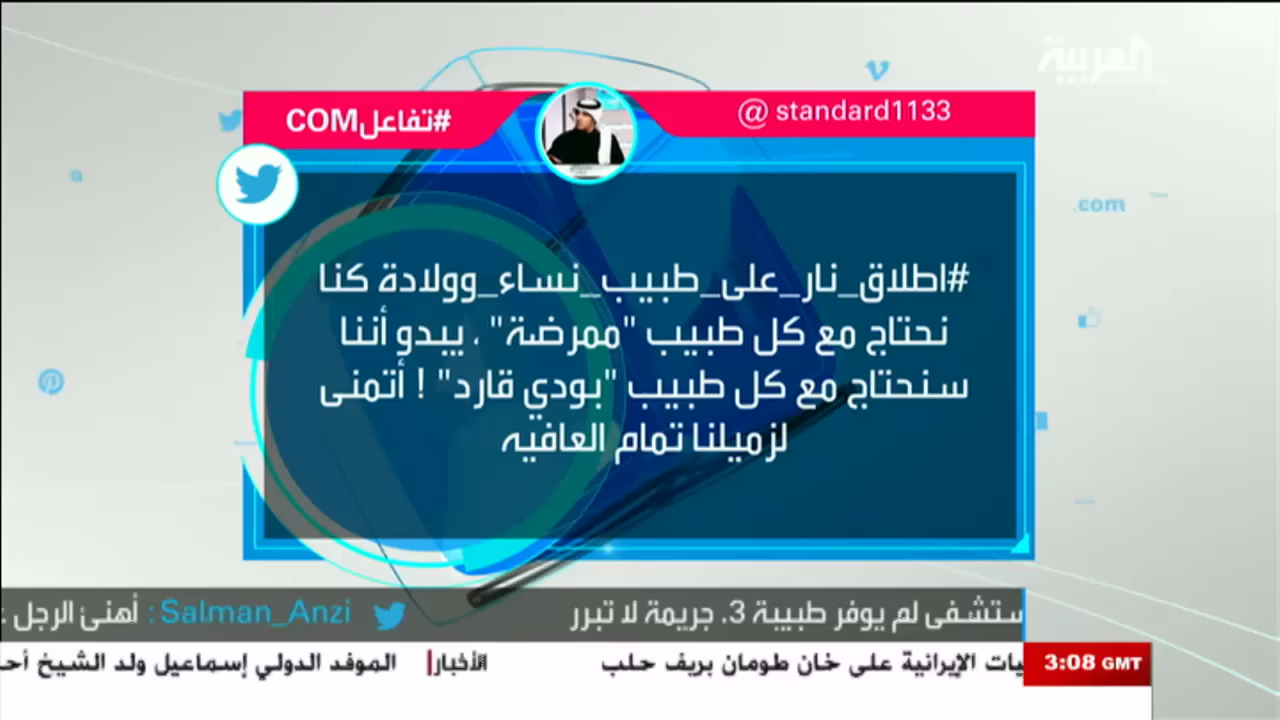 العربية
#تفاعلCOM
@ standard1133
.com
#اطلاق_نار_على_طبيب_نساء_وولادة كنا
نحتاج مع كل طبيب "ممرضة" ، يبدو أننا
سنحتاج مع كل طبيب "بودي قارد" ! أتمنى
لزميلنا تمام العافيه
ستشفى لم يوفر طبيبة 3. جريمة لا تبرر
Salman_Anzi : أهنئ الرجل
يات الإيرانية على خان طومان بريف حلب
الأخبار
الموفد الدولي إسماعيل ولد الشيخ أحـ
3:08 GMT